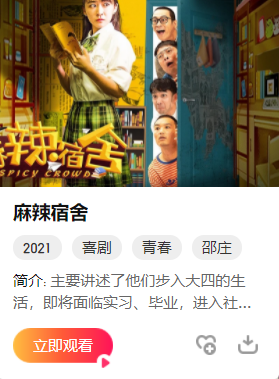 麻辣宿舍
SPICY CROWD
麻辣宿舍
2021 喜剧 青春 邵庄
简介: 主要讲述了他们步入大四的生
活，即将面临实习、毕业，进入社...
立即观看